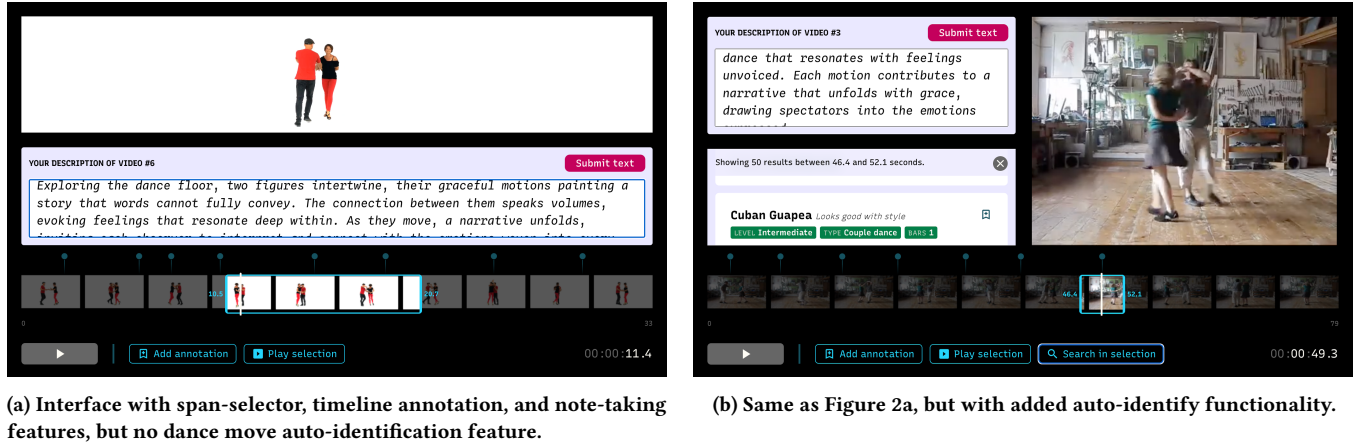 YOUR DESCRIPTION OF VIDEO #6
Submit text
Exploring the dance floor, two figures intertwine, their graceful motions painting a
story that words cannot fully convey. The connection between them speaks volumes,
evoking feelings that resonate deep within. As they move, a narrative unfolds,
10.5
20.7
0
33
Add annotation
Play selection
00:00:11.4
(a) Interface with span-selector, timeline annotation, and note-taking
features, but no dance move auto-identification feature.
YOUR DESCRIPTION OF VIDEO #3
Submit text
dance that resonates with feelings
unvoiced. Each motion contributes to a
narrative that unfolds with grace,
drawing spectators into the emotions
Showing 50 results between 46.4 and 52.1 seconds.
Cuban Guapea Looks good with style
LEVEL Intermediate TYPE Couple dance BARS 1
46.4
52.1
0
79
Add annotation
Play selection
Search in selection
00:00:49.3
(b) Same as Figure 2a, but with added auto-identify functionality.